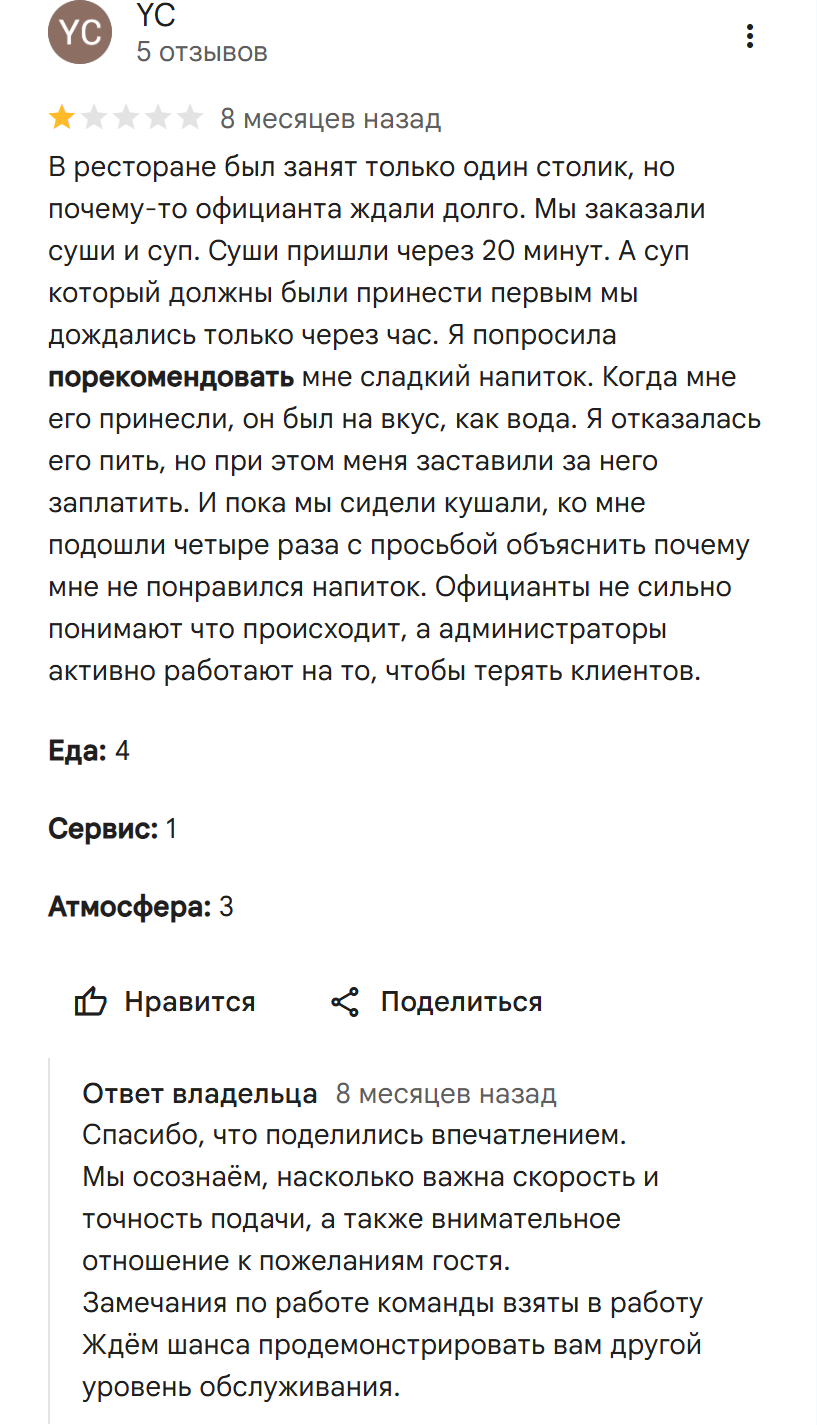 YC
YC
5 отзывов
8 месяцев назад
В ресторане был занят только один столик, но
почему-то официанта ждали долго. Мы заказали
суши и суп. Суши пришли через 20 минут. А суп
который должны были принести первым мы
дождались только через час. Я попросила
порекомендовать мне сладкий напиток. Когда мне
его принесли, он был на вкус, как вода. Я отказалась
его пить, но при этом меня заставили за него
заплатить. И пока мы сидели кушали, ко мне
подошли четыре раза с просьбой объяснить почему
мне не понравился напиток. Официанты не сильно
понимают что происходит, а администраторы
активно работают на то, чтобы терять клиентов.
Еда: 4
Сервис: 1
Атмосфера: 3
Нравится Поделиться
Ответ владельца 8 месяцев назад
Спасибо, что поделились впечатлением.
Мы осознаём, насколько важна скорость и
точность подачи, а также внимательное
отношение к пожеланиям гостя.
Замечания по работе команды взяты в работу
Ждём шанса продемонстрировать вам другой
уровень обслуживания.